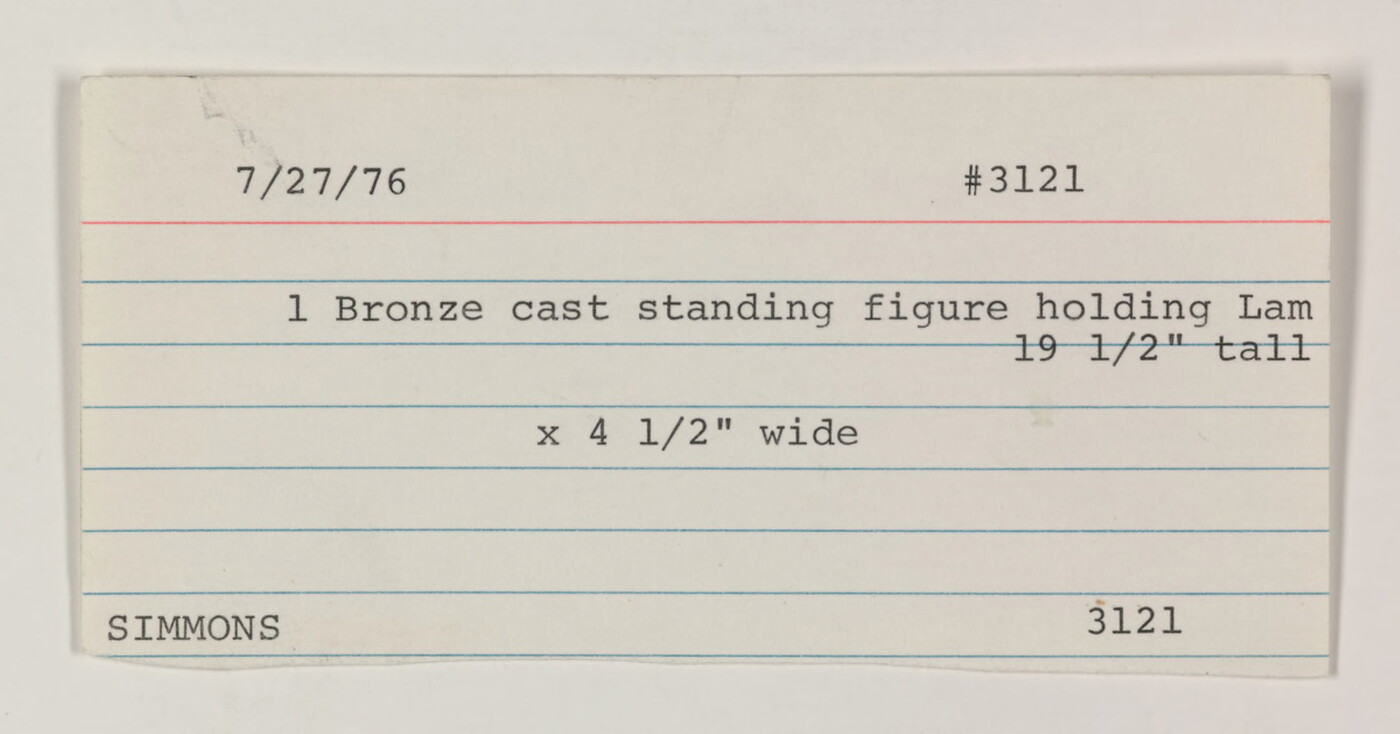 7/27/76 #3121
1 Bronze cast standing figure holding Lam
19 1/2" tall
x 4 1/2" wide
SIMMONS 3121